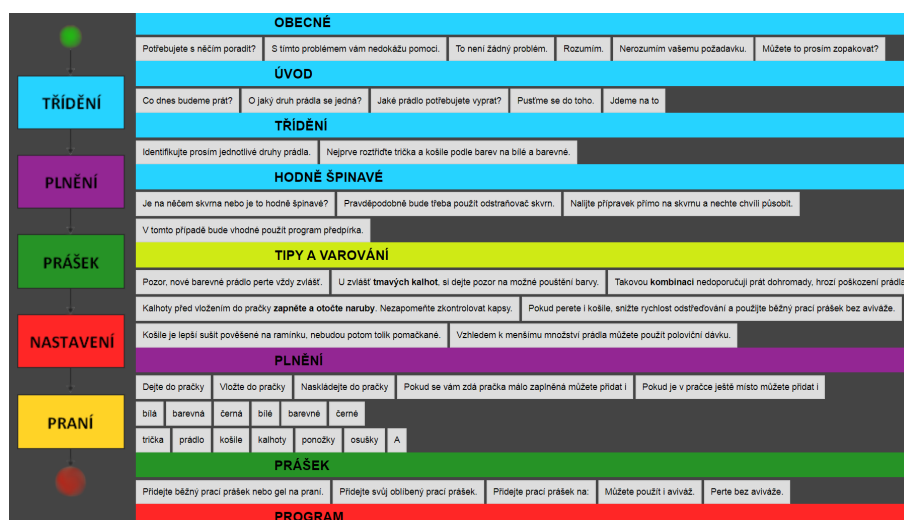 TŘÍDĚNÍ
PLNĚNÍ
PRÁŠEK
NASTAVENÍ
PRANÍ
OBECNÉ
Potřebujete s něčím poradit? S tímto problémem vám nedokážu pomoci. To není žádný problém. Rozumím. Nerozumím vašemu požadavku. Můžete to prosím zopakovat?
ÚVOD
Co dnes budeme prát? O jaký druh prádla se jedná? Jaké prádlo potřebujete vyprat? Pusťme se do toho. Jdeme na to
TŘÍDĚNÍ
Identifikujte prosím jednotlivé druhy prádla. Nejprve roztřiďte trička a košile podle barev na bílé a barevné.
HODNĚ ŠPINAVÉ
Je na něčem skvrna nebo je to hodně špinavé? Pravděpodobně bude třeba použít odstraňovač skvrn. Nalijte přípravek přímo na skvrnu a nechte chvíli působit.
V tomto případě bude vhodné použít program předpírka.
TIPY A VAROVÁNÍ
Pozor, nové barevné prádlo perte vždy zvlášť. U zvlášť tmavých kalhot, si dejte pozor na možné pouštění barvy. Takovou kombinaci nedoporučuji prát dohromady, hrozí poškození prádla
Kalhoty před vložením do pračky zapněte a otočte naruby. Nezapomeňte zkontrolovat kapsy. Pokud perete i košile, snižte rychlost odstřeďování a použijte běžný prací prášek bez aviváže.
Košile je lepší sušit pověšené na ramínku, nebudou potom tolik pomačkané. Vzhledem k menšímu množství prádla můžete použít poloviční dávku.
PLNĚNÍ
Dejte do pračky Vložte do pračky Naskládejte do pračky Pokud se vám zdá pračka málo zaplněná můžete přidat i Pokud je v pračce ještě místo můžete přidat i
bílá barevná černá bílé barevné černé
trička prádlo košile kalhoty ponožky osušky A
PRÁŠEK
Přidejte běžný prací prášek nebo gel na praní. Přidejte svůj oblíbený prací prášek. Přidejte prací prášek na: Můžete použít i aviváž. Perte bez aviváže.
PROGRAM